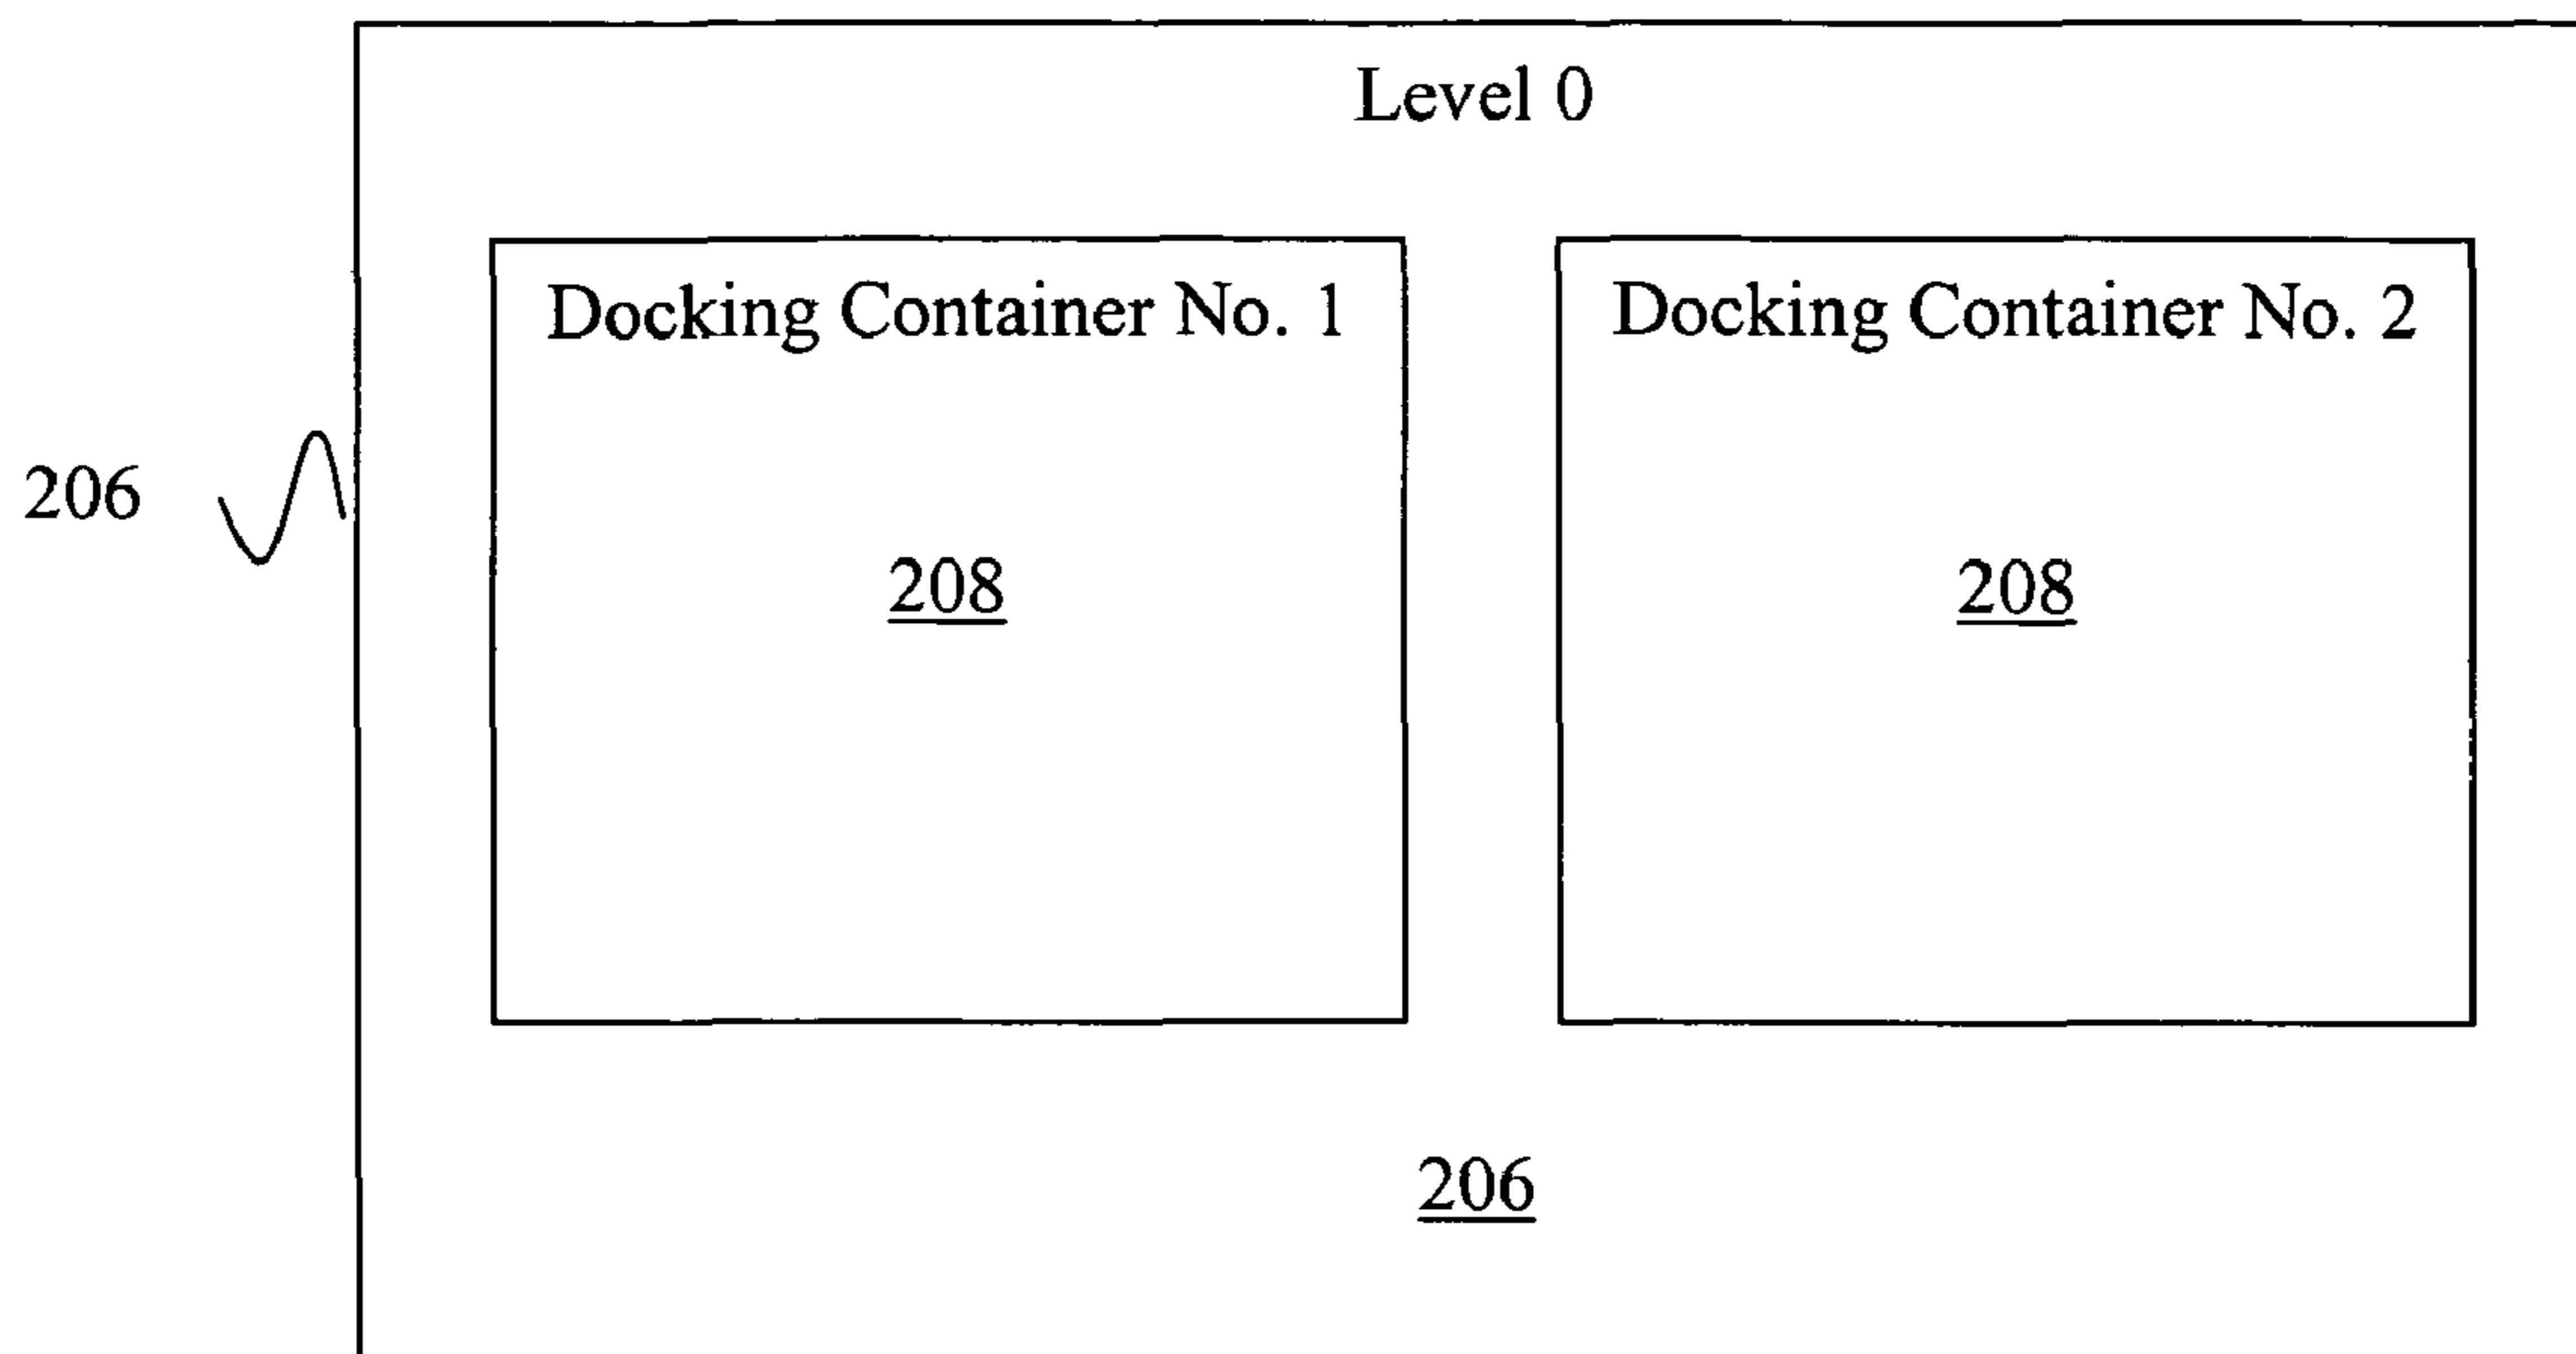 Level 0
Docking Container No. 1
Docking Container No. 2
206
208
208
206